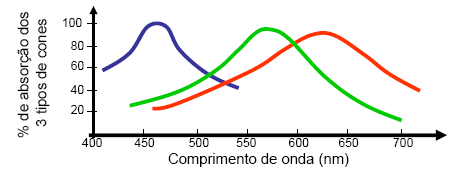 % de absorção dos
3 tipos de cones
100
80
60
40
20
400 450 500 550 600 650 700
Comprimento de onda (nm)